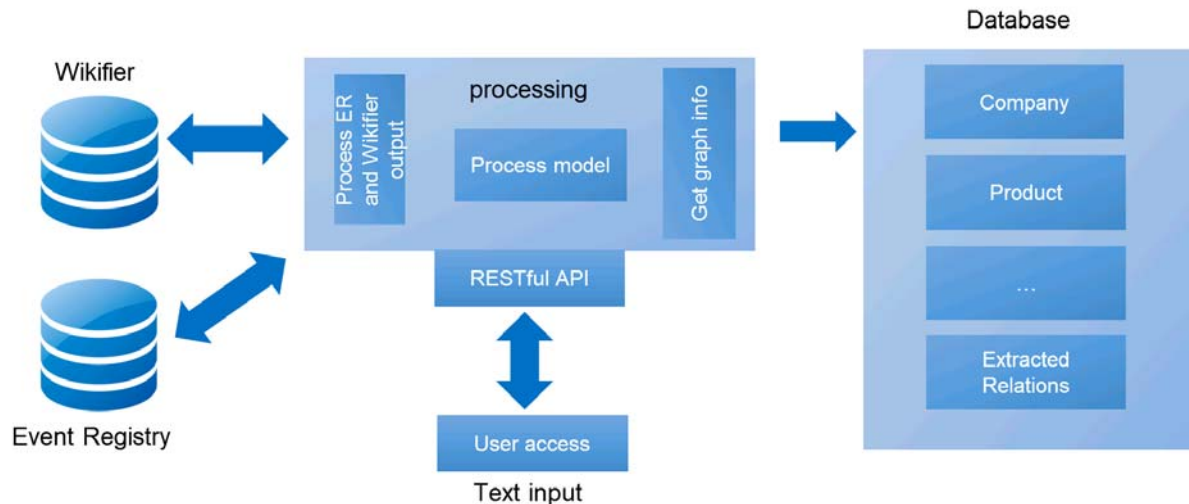 Wikifier
Event Registry
processing
Process ER
and Wikifier
output
Process model
Get graph info
RESTful API
User access
Text input
Database
Company
Product
...
Extracted
Relations